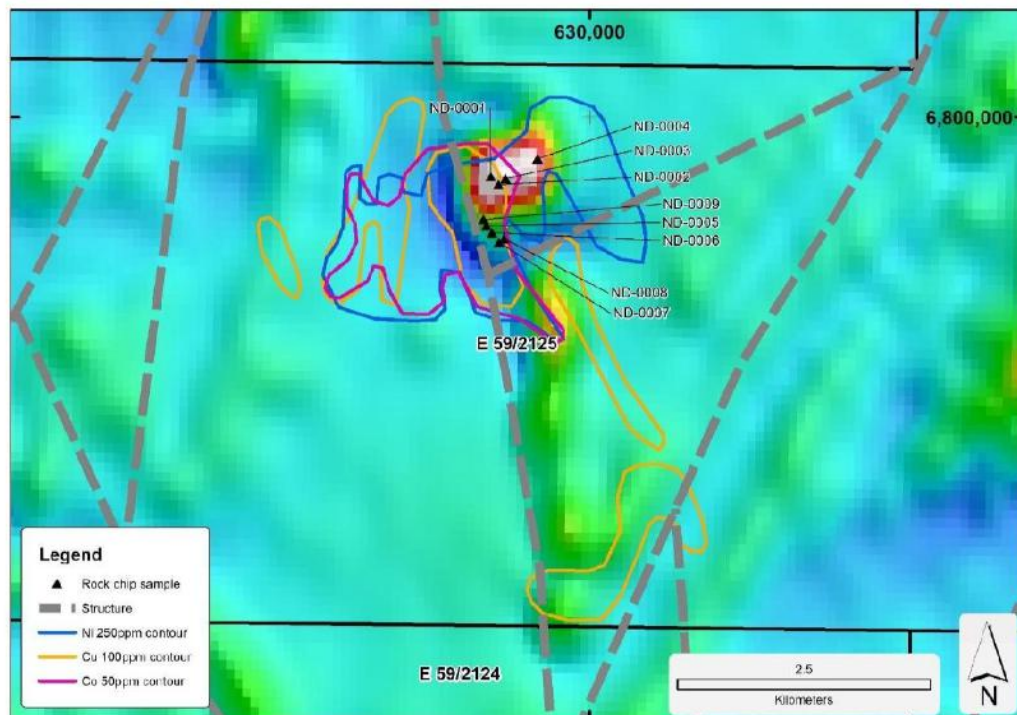 630,000
6,800,000
ND-0001
ND-0004
ND-0003
ND-0002
ND-0009
ND-0005
ND-0006
ND-0008
ND-0007
E 59/2125
E 59/2124
Legend
Rock chip sample
Structure
Ni 250ppm contour
Cu 100ppm contour
Co 50ppm contour
2.5
Kilometers
N